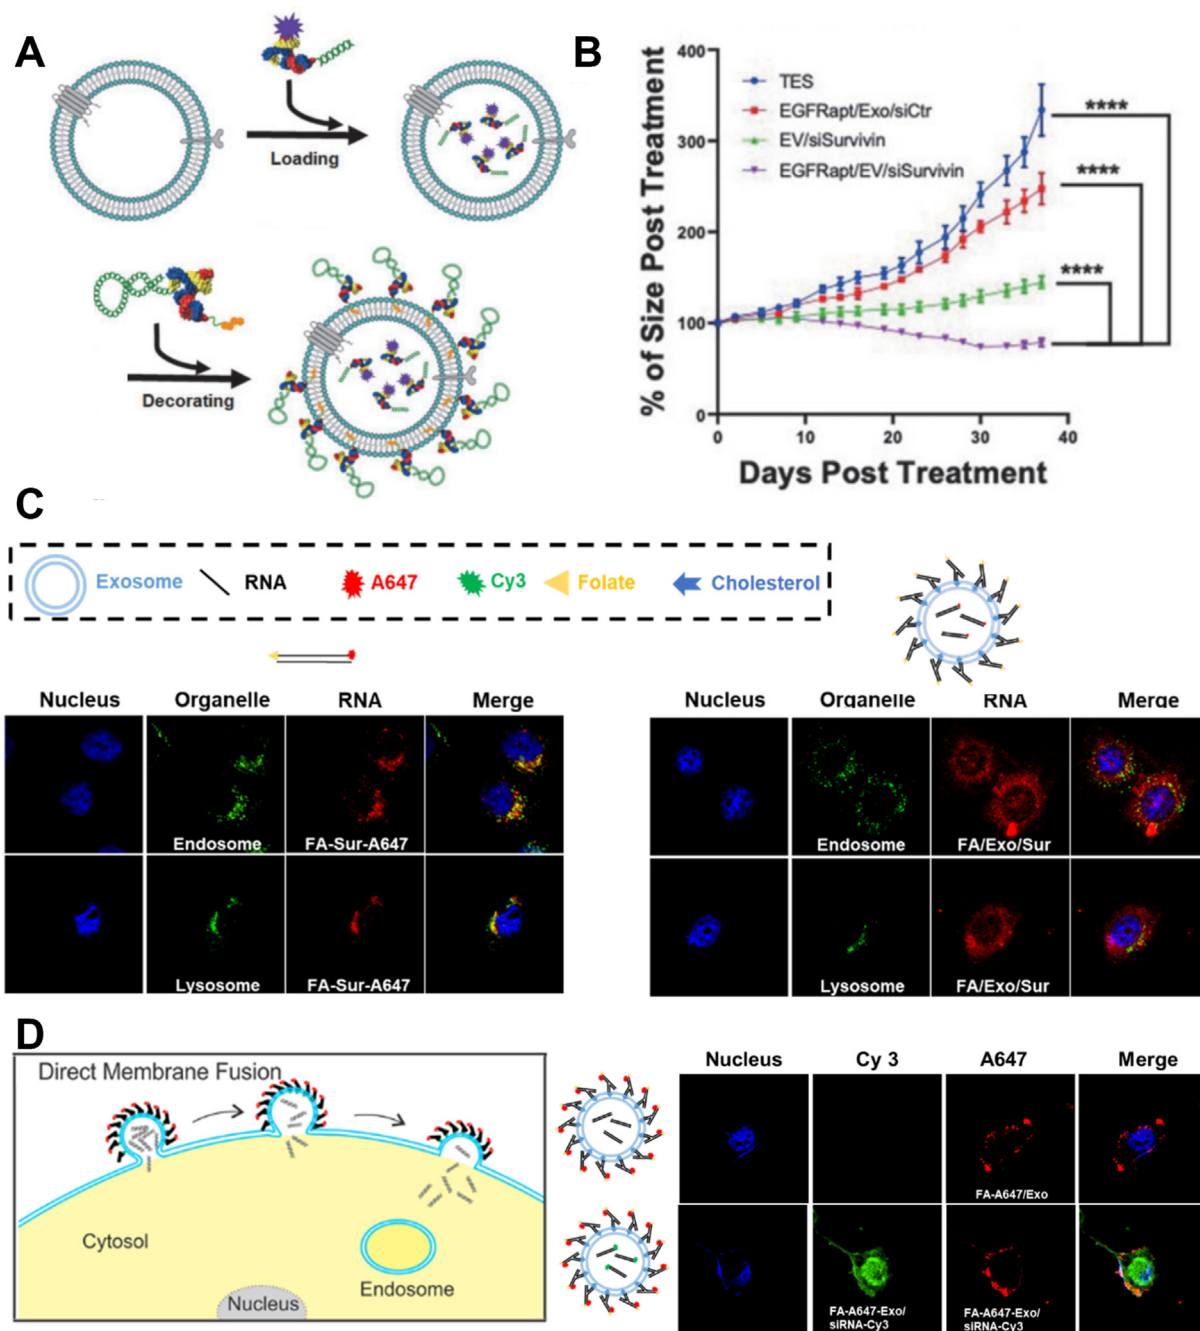 A
Loading
Decorating
B
% of Size Post Treatment
400
300
200
100
0
TES
EGFRapt/Exo/siCtr
EV/siSurvivin
EGFRapt/EV/siSurvivin
****
****
****
0 10 20 30 40
Days Post Treatment
C
Exosome RNA A647 Cy3 Folate Cholesterol
Nucleus Organelle RNA Merge
Endosome FA-Sur-A647
Lysosome FA-Sur-A647
Nucleus Organelle RNA Merge
Endosome FA/Exo/Sur
Lysosome FA/Exo/Sur
D
Direct Membrane Fusion
Cytosol
Endosome
Nucleus
Nucleus Cy 3 A647 Merge
FA-A647/Exo
FA-A647-Exo/
siRNA-Cy3
FA-A647-Exo/
siRNA-Cy3